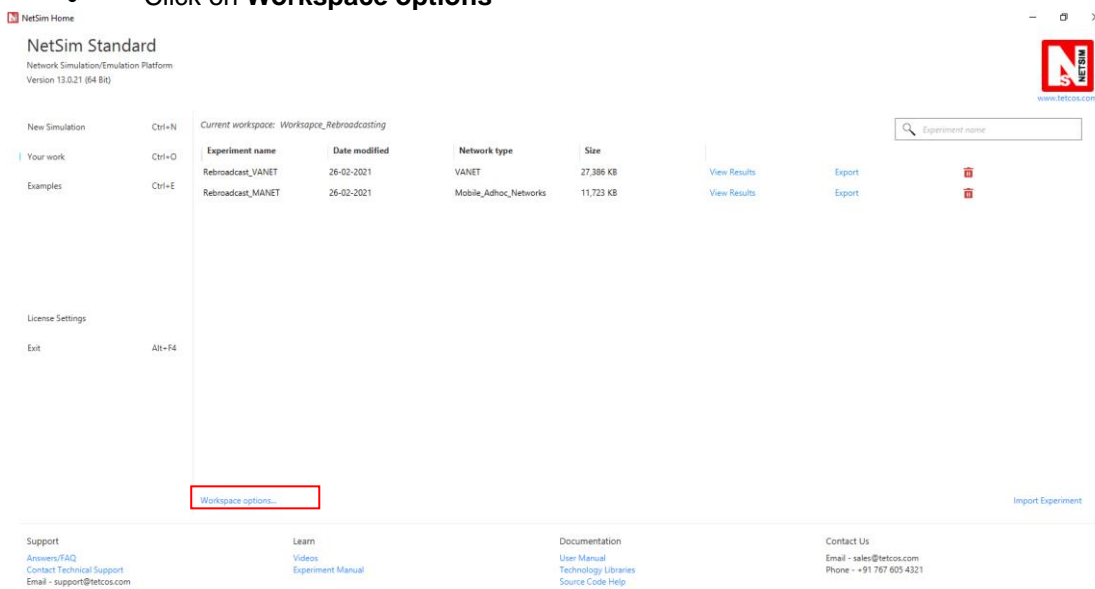 • Click on Workspace options
NetSim Home
NetSim Standard
Network Simulation/Emulation Platform
Version 13.0.21 (64 Bit)
NETSIM
www.tetcos.com
New Simulation Ctrl+N
Your work Ctrl+O
Examples Ctrl+E
License Settings
Exit Alt+F4
Current workspace: Worksapce_Rebroadcasting
Experiment name
Experiment name Date modified Network type Size
Rebroadcast_VANET 26-02-2021 VANET 27,386 KB View Results Export
Rebroadcast_MANET 26-02-2021 Mobile_Adhoc_Networks 11,723 KB View Results Export
Workspace options... Import Experiment
Support
Answers/FAQ
Contact Technical Support
Email - support@tetcos.com
Learn
Videos
Experiment Manual
Documentation
User Manual
Technology Libraries
Source Code Help
Contact Us
Email - sales@tetcos.com
Phone - +91 767 605 4321